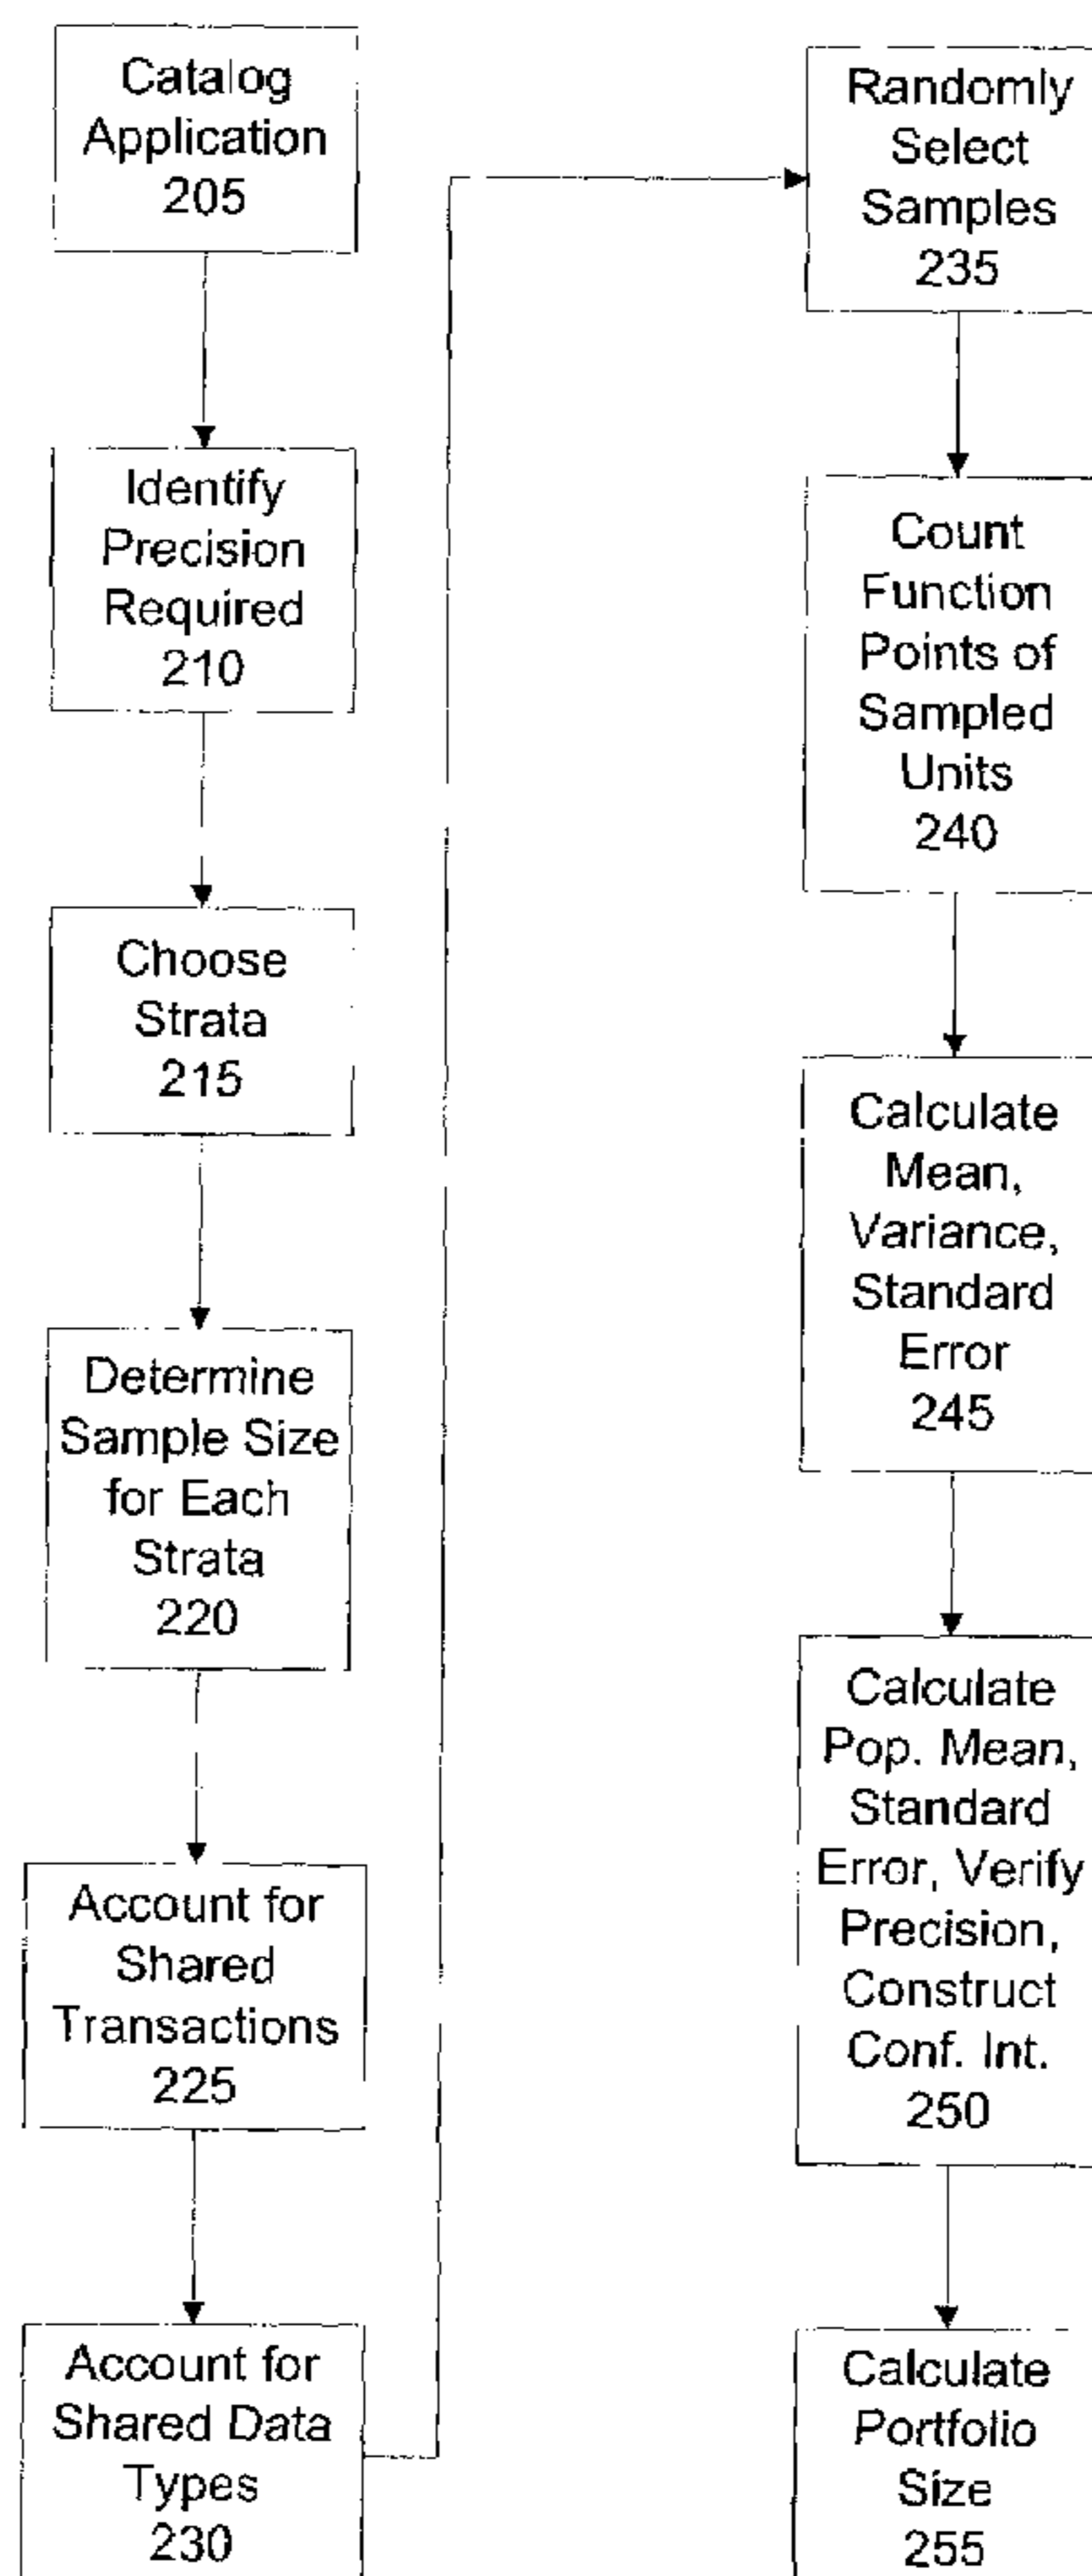 Catalog
Application
205
Identify
Precision
Required
210
Choose
Strata
215
Determine
Sample Size
for Each
Strata
220
Account for
Shared
Transactions
225
Account for
Shared Data
Types
230
Randomly
Select
Samples
235
Count
Function
Points of
Sampled
Units
240
Calculate
Mean,
Variance,
Standard
Error
245
Calculate
Pop. Mean,
Standard
Error, Verify
Precision,
Construct
Conf. Int.
250
Calculate
Portfolio
Size
255